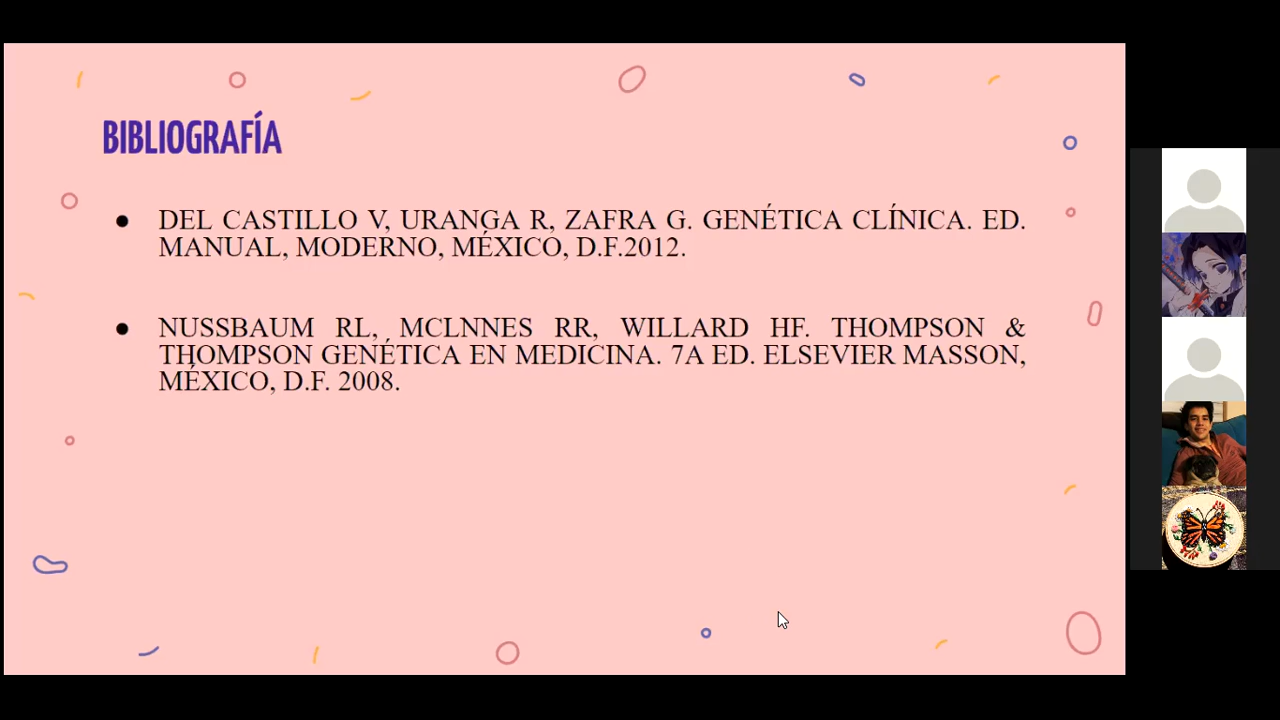 BIBLIOGRAFÍA
● DEL CASTILLO V, URANGA R, ZAFRA G. GENÉTICA CLÍNICA. ED.
MANUAL, MODERNO, MÉXICO, D.F.2012.
● NUSSBAUM RL, MCLNNES RR, WILLARD HF. THOMPSON &
THOMPSON GENÉTICA EN MEDICINA. 7A ED. ELSEVIER MASSON,
MÉXICO, D.F. 2008.